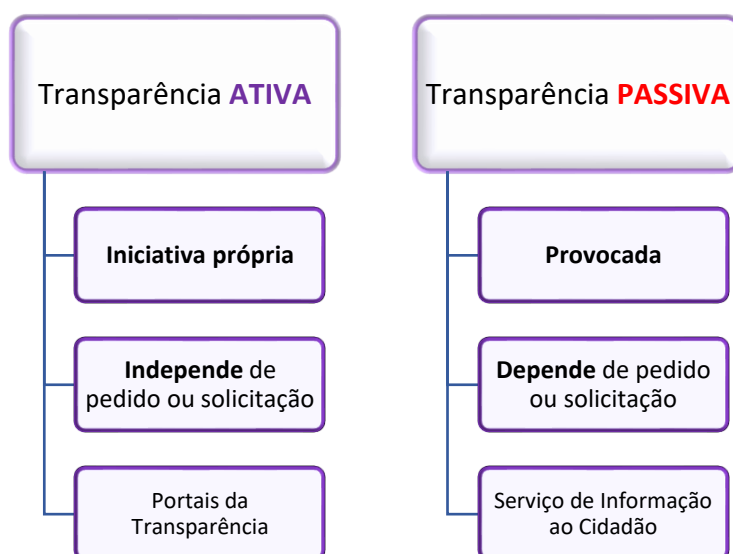 Transparência ATIVA
Iniciativa própria
Independe de
pedido ou solicitação
Portais da
Transparência
Transparência PASSIVA
Provocada
Depende de pedido
ou solicitação
Serviço de Informação
ao Cidadão